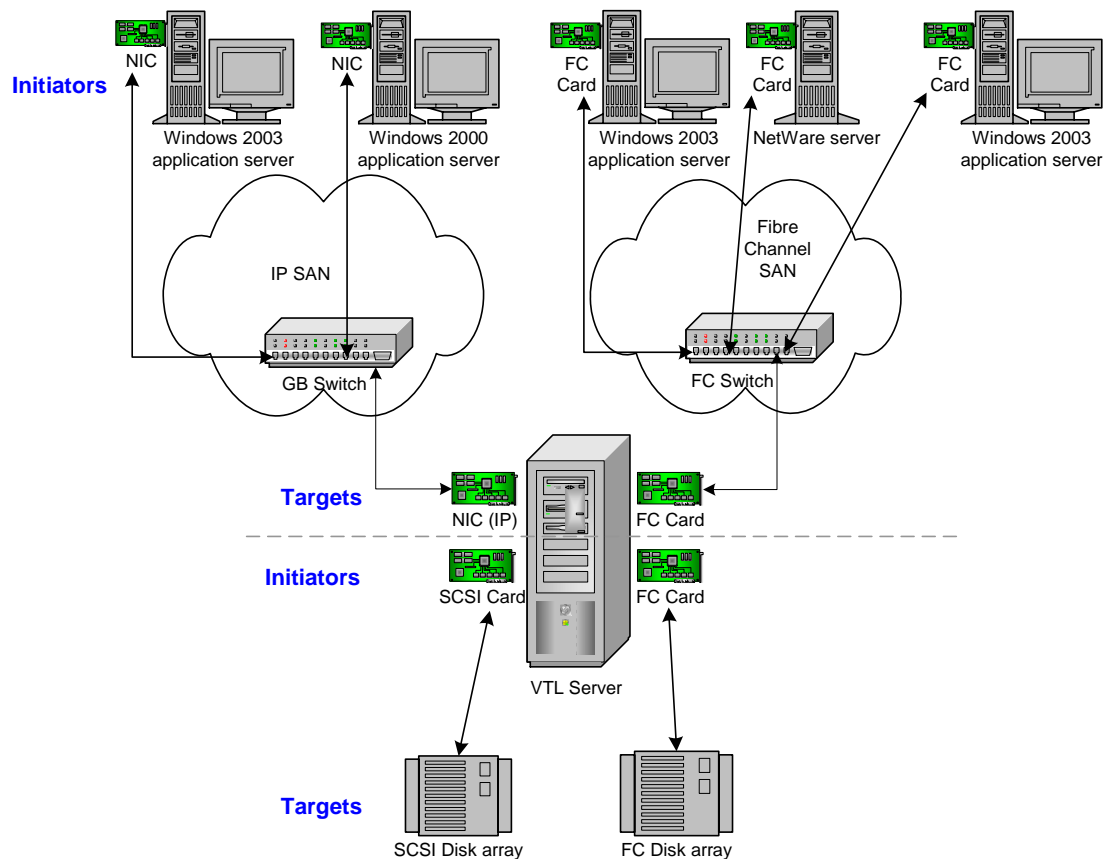 NIC
NIC
FC
Card
FC
Card
FC
Card
Initiators
Windows 2003
application server
Windows 2000
application server
Windows 2003
application server
NetWare server
Windows 2003
application server
IP SAN
Fibre
Channel
SAN
GB Switch
FC Switch
Targets
NIC (IP)
FC Card
Initiators
SCSI Card
FC Card
VTL Server
Targets
SCSI Disk array
FC Disk array